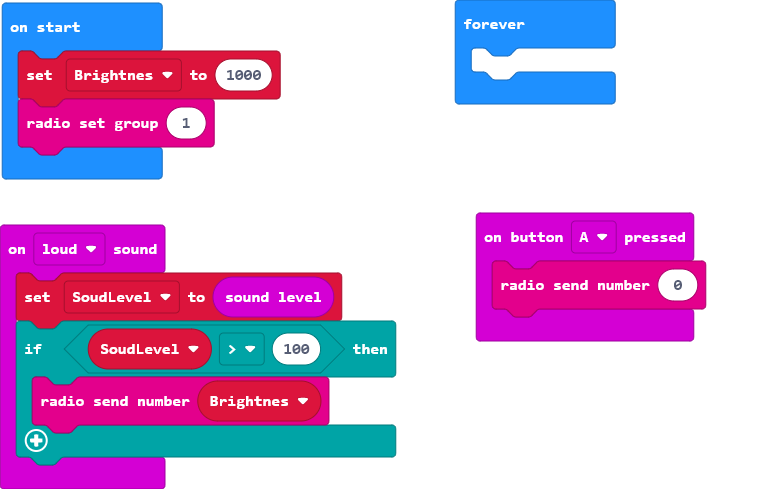 on start
set Brightnes to 1000
radio set group 1
forever
on loud sound
set SoudLevel to sound level
if SoudLevel > 100 then
radio send number Brightnes
on button A pressed
radio send number 0